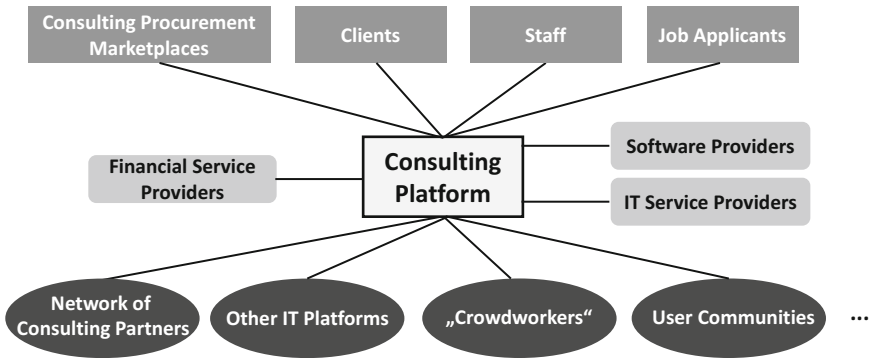 Consulting Procurement
Marketplaces
Clients
Staff
Job Applicants
Financial Service
Providers
Consulting
Platform
Software Providers
IT Service Providers
Network of
Consulting Partners
Other IT Platforms
„Crowdworkers“
User Communities
...